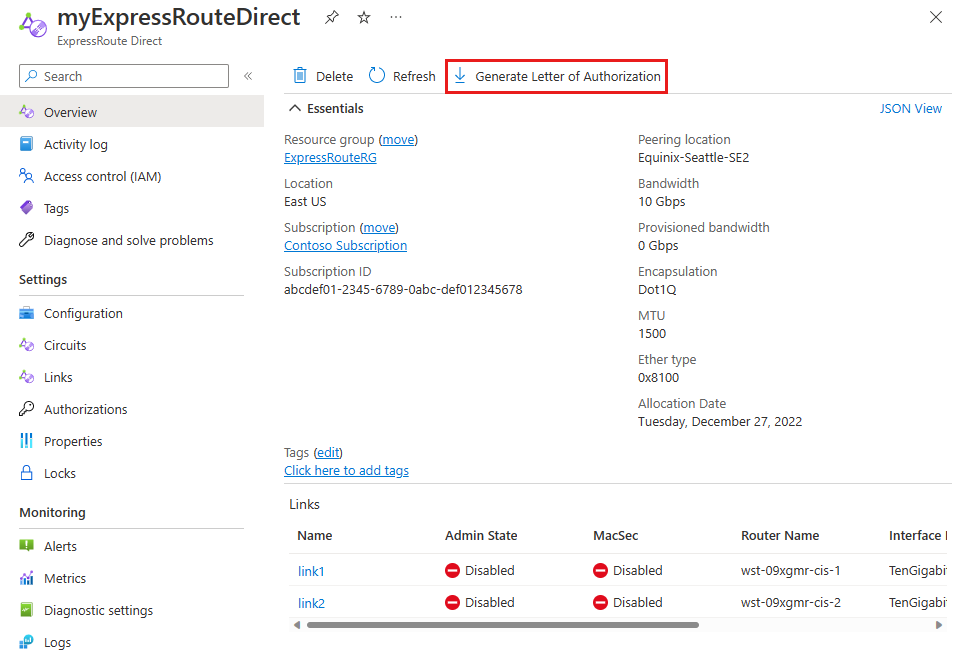 myExpressRouteDirect
ExpressRoute Direct
Search
Delete
Refresh
Generate Letter of Authorization
Overview
Activity log
Access control (IAM)
Tags
Diagnose and solve problems
Settings
Configuration
Circuits
Links
Authorizations
Properties
Locks
Monitoring
Alerts
Metrics
Diagnostic settings
Logs
Essentials
JSON View
Resource group (move)
ExpressRouteRG
Location
East US
Subscription (move)
Contoso Subscription
Subscription ID
abcdef01-2345-6789-0abc-def012345678
Peering location
Equinix-Seattle-SE2
Bandwidth
10 Gbps
Provisioned bandwidth
0 Gbps
Encapsulation
Dot1Q
MTU
1500
Ether type
0x8100
Allocation Date
Tuesday, December 27, 2022
Tags (edit)
Click here to add tags
Links
Name Admin State MacSec Router Name Interface
link1 Disabled Disabled wst-09xgmr-cis-1 TenGigabi
link2 Disabled Disabled wst-09xgmr-cis-2 TenGigabi